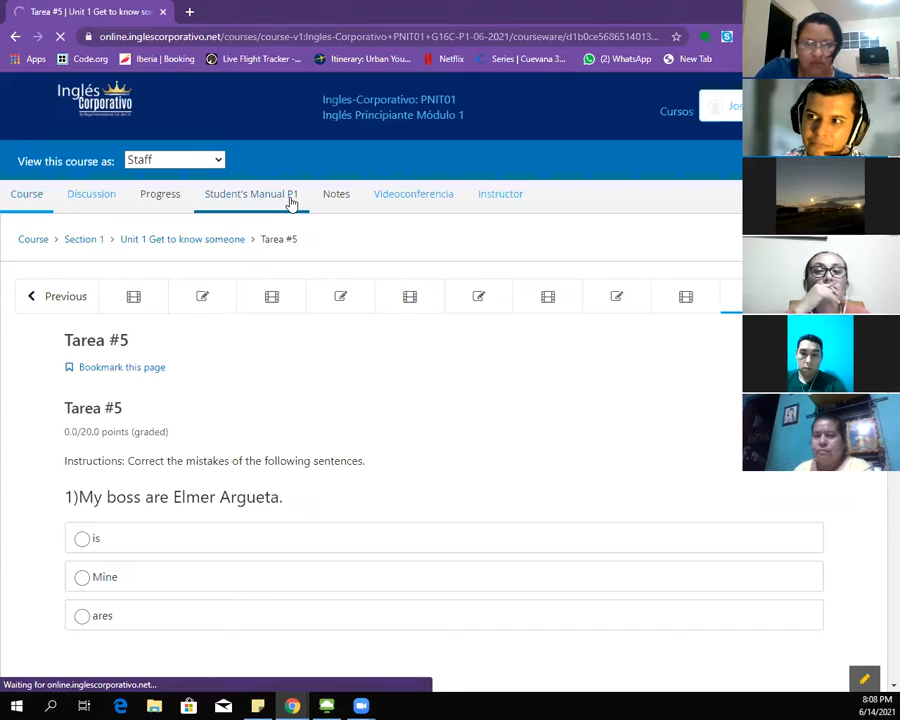 Tarea #5 | Unit 1 Get to know so
online.inglescorporativo.net/courses/course-v1:Ingles-Corporativo+PNIT01+G16C-P1-06-2021/courseware/d1b0ce5686514013...
Apps Code.org Iberia | Booking Live Flight Tracker -... Itinerary: Urban You... Netflix Series | Cuevana 3... (2) WhatsApp New Tab
Inglés
Corporativo
Ingles-Corporativo: PNIT01
Inglés Principiante Módulo 1
Cursos
Jos
View this course as: Staff
Course Discussion Progress Student's Manual P1 Notes Videoconferencia Instructor
Course > Section 1 > Unit 1 Get to know someone > Tarea #5
Previous
Tarea #5
Bookmark this page
Tarea #5
0.0/20.0 points (graded)
Instructions: Correct the mistakes of the following sentences.
1)My boss are Elmer Argueta.
is
Mine
ares
Waiting for online.inglescorporativo.net...
8:08 PM
6/14/2021